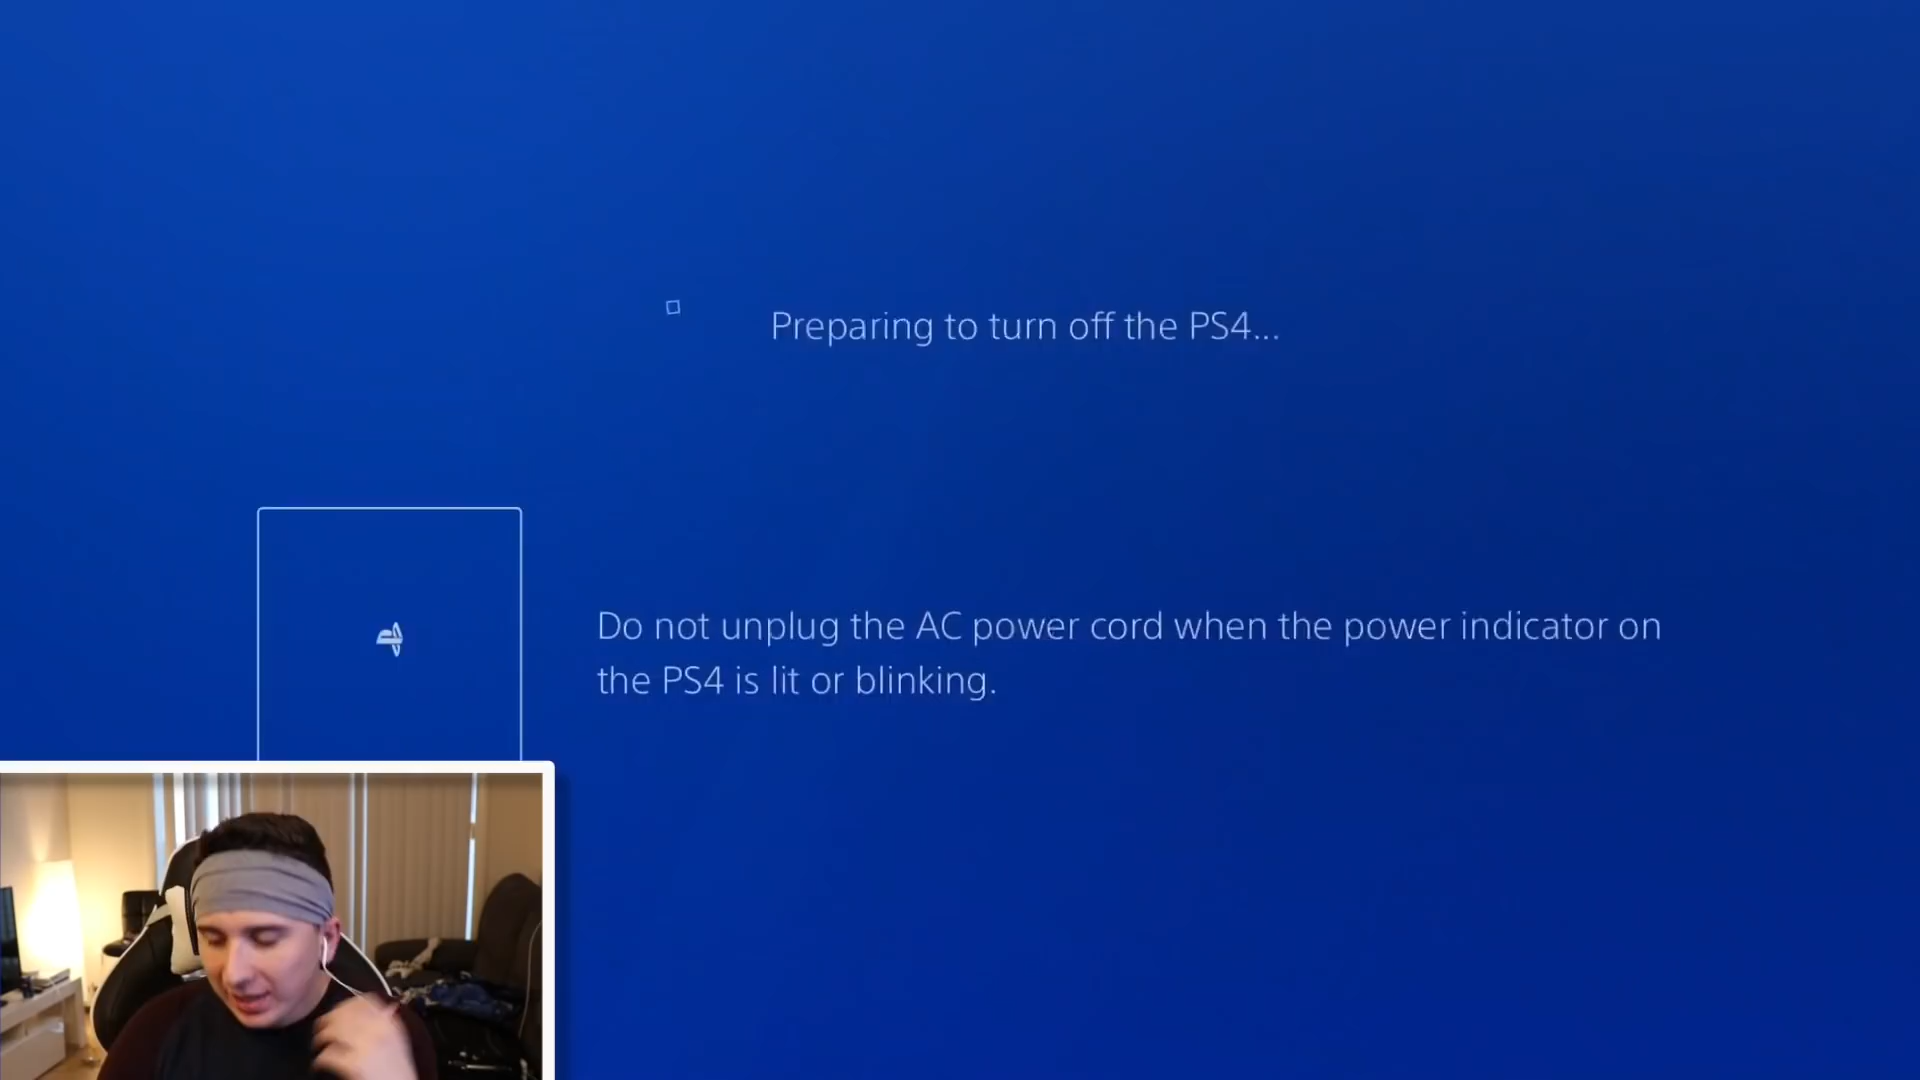 Preparing to turn off the PS4...
Do not unplug the AC power cord when the power indicator on
the PS4 is lit or blinking.